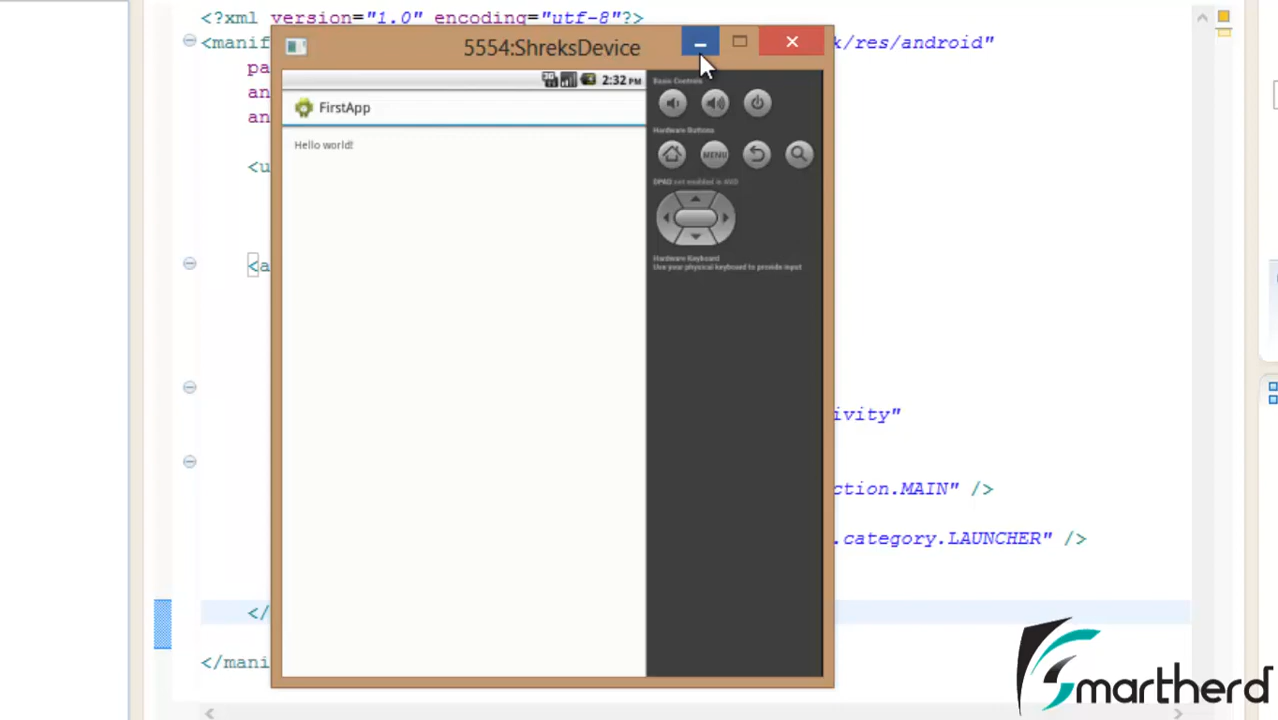 <?xml version="1.0" encoding="utf-8"?>
<manif
k/res/android"
pa
an
an
<u
<a
ivity"
ction.MAIN" />
.category.LAUNCHER" />
</
</mani
5554:ShreksDevice
3G
2:32 PM
FirstApp
Hello world!
Basic Controls
Hardware Buttons
MENU
DPAD not enabled in AVD
Hardware Keyboard
Use your physical keyboard to provide input
Smartherd